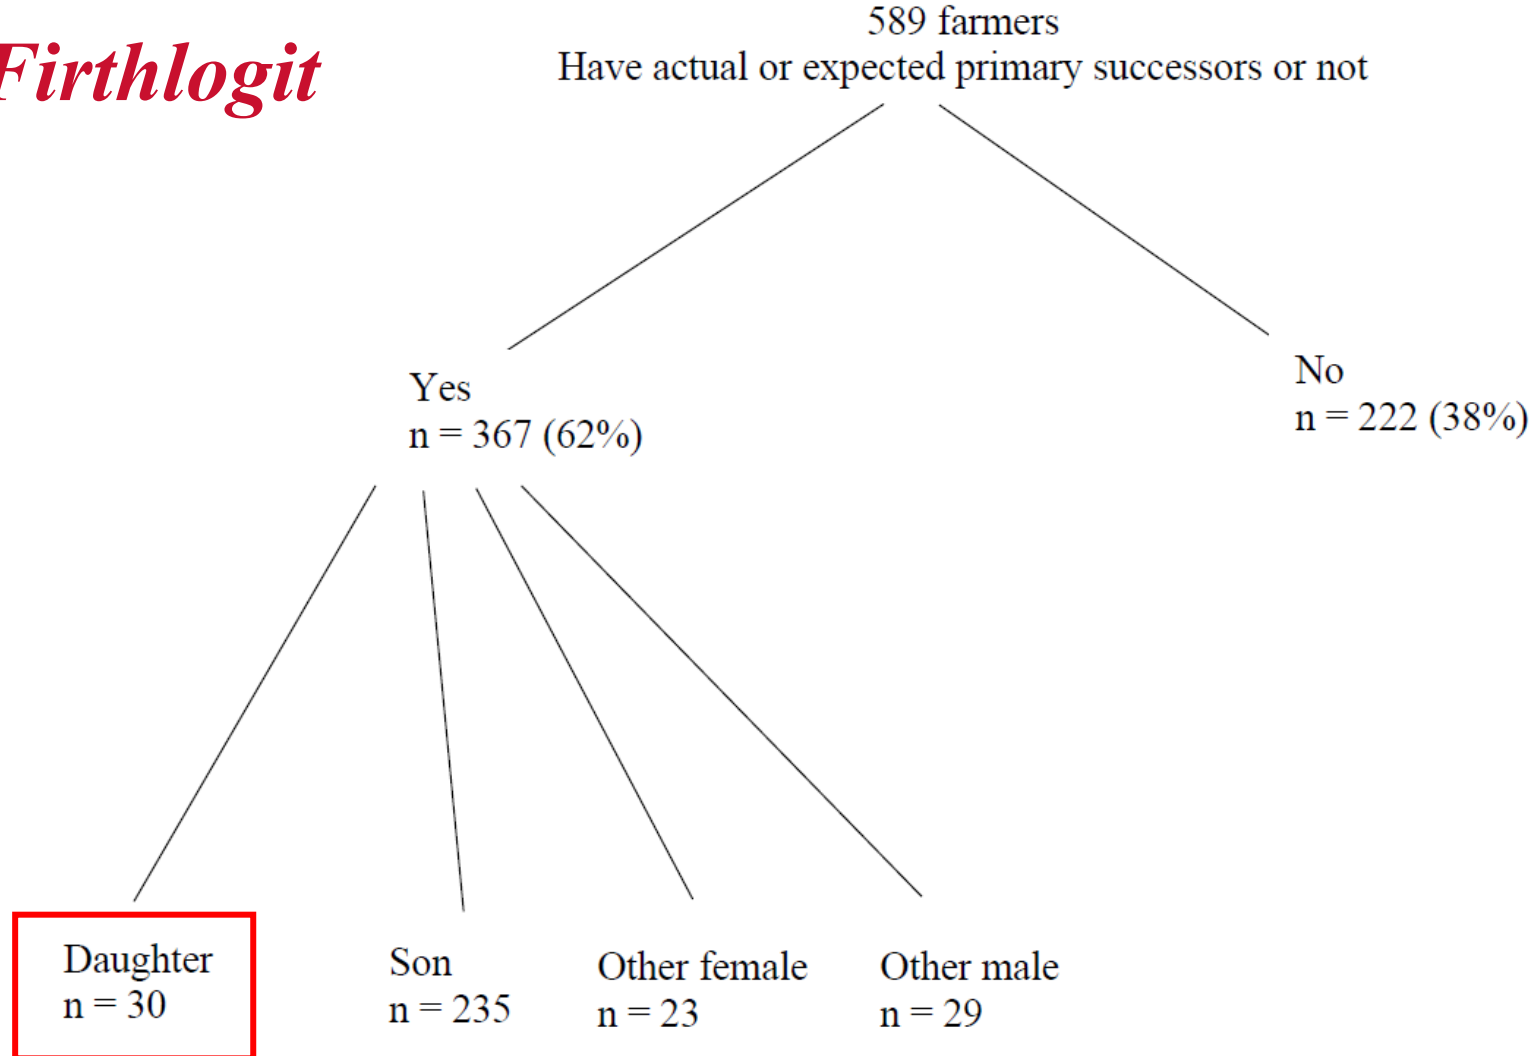 Firthlogit
589 farmers
Have actual or expected primary successors or not
Yes
n = 367 (62%)
No
n = 222 (38%)
Daughter
n = 30
Son
n = 235
Other female
n = 23
Other male
n = 29